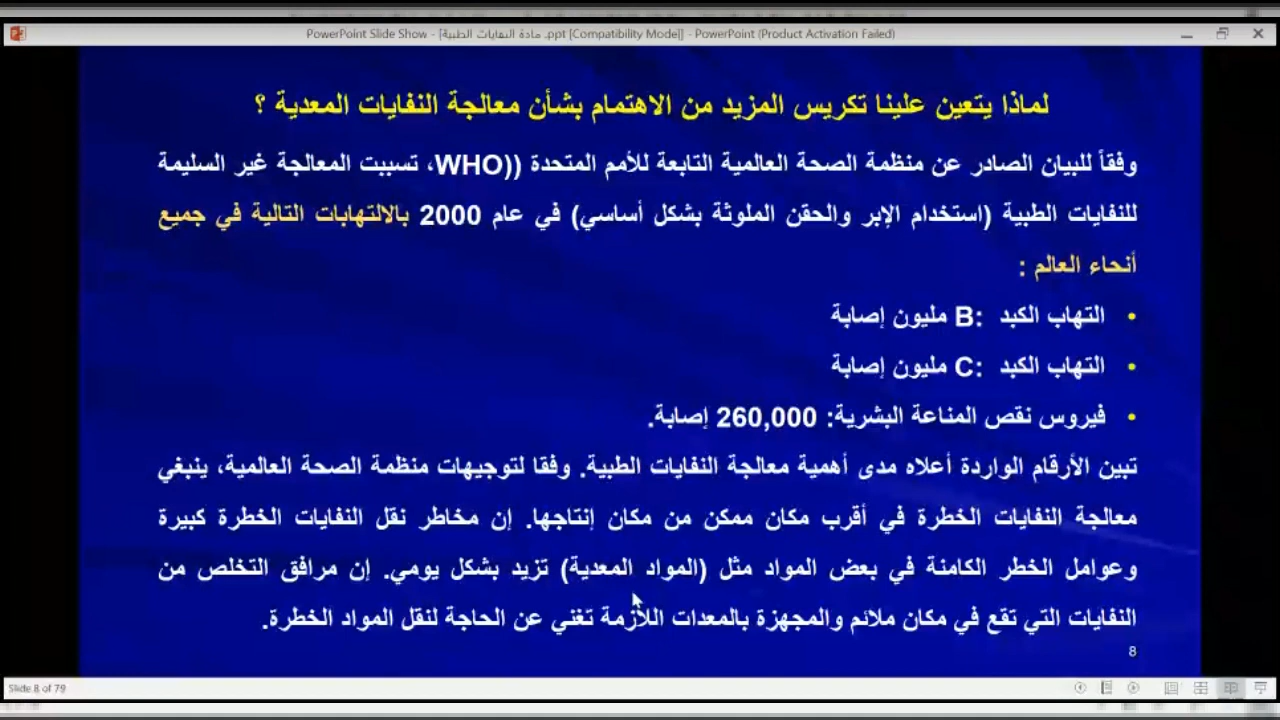 PowerPoint Slide Show - [مادة النفايات الطبية.ppt [Compatibility Mode]] - PowerPoint (Product Activation Failed)
لماذا يتعين علينا تكريس المزيد من الاهتمام بشأن معالجة النفايات المعدية ؟
وفقاً للبيان الصادر عن منظمة الصحة العالمية التابعة للأمم المتحدة ((WHO، تسببت المعالجة غير السليمة
للنفايات الطبية (استخدام الإبر والحقن الملوثة بشكل أساسي) في عام 2000 بالالتهابات التالية في جميع
أنحاء العالم :
• التهاب الكبد B: مليون إصابة
• التهاب الكبد C: مليون إصابة
• فيروس نقص المناعة البشرية: 260,000 إصابة.
تبين الأرقام الواردة أعلاه مدى أهمية معالجة النفايات الطبية. وفقا لتوجيهات منظمة الصحة العالمية، ينبغي
معالجة النفايات الخطرة في أقرب مكان ممكن من مكان إنتاجها. إن مخاطر نقل النفايات الخطرة كبيرة
وعوامل الخطر الكامنة في بعض المواد مثل (المواد المعدية) تزيد بشكل يومي. إن مرافق التخلص من
النفايات التي تقع في مكان ملائم والمجهزة بالمعدات اللازمة تغني عن الحاجة لنقل المواد الخطرة.
8
Slide 8 of 79